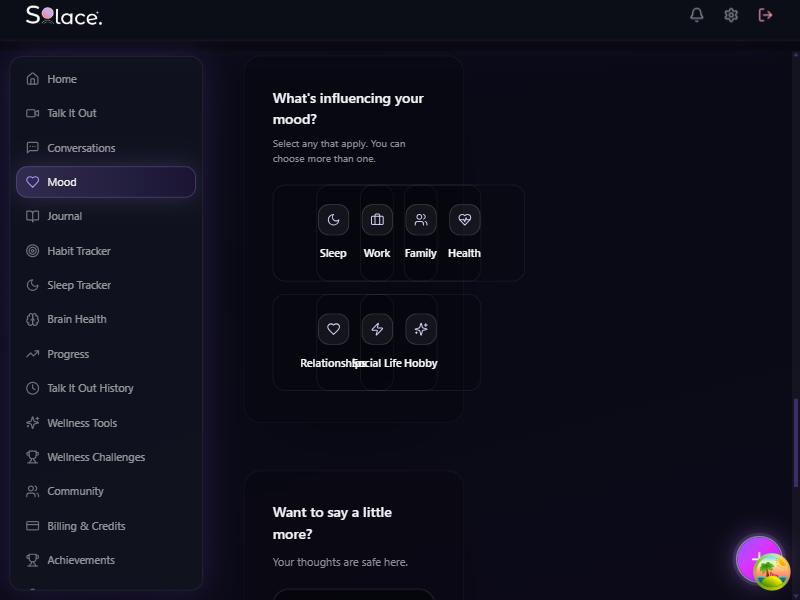 Solace.
Home
Talk It Out
Conversations
Mood
Journal
Habit Tracker
Sleep Tracker
Brain Health
Progress
Talk It Out History
Wellness Tools
Wellness Challenges
Community
Billing & Credits
Achievements
What's influencing your
mood?
Select any that apply. You can
choose more than one.
Sleep Work Family Health
Relationships Social Life Hobby
Want to say a little
more?
Your thoughts are safe here.